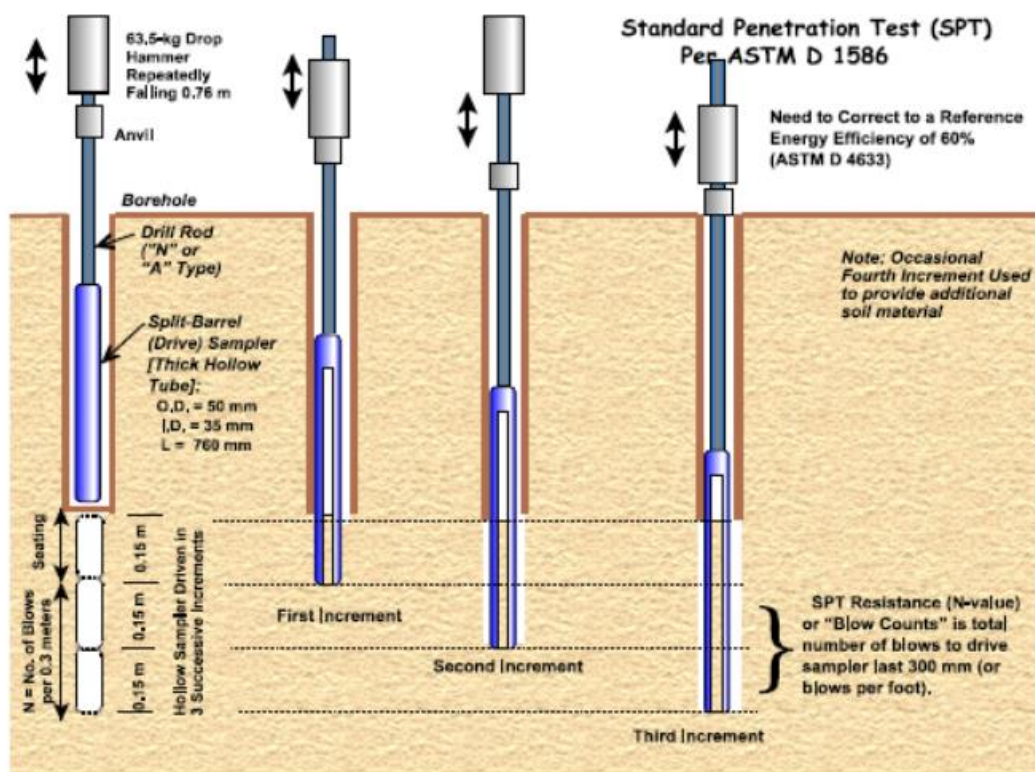 Standard Penetration Test (SPT)
Per ASTM D 1586
63.5-kg Drop
Hammer
Repeatedly
Falling 0.76 m
Anvil
Need to Correct to a Reference
Energy Efficiency of 60%
(ASTM D 4633)
Borehole
Drill Rod
("N" or
"A" Type)
Note: Occasional
Fourth Increment Used
to provide additional
soil material
Split-Barrel
(Drive) Sampler
[Thick Hollow
Tube]:
O.D. = 50 mm
I.D. = 35 mm
L = 760 mm
Seating
0.15 m
N = No. of Blows
per 0.3 meters
0.15 m
0.15 m
Hollow Sampler Driven in
3 Successive Increments
First Increment
Second Increment
Third Increment
SPT Resistance (N-value)
or "Blow Counts" is total
number of blows to drive
sampler last 300 mm (or
blows per foot).